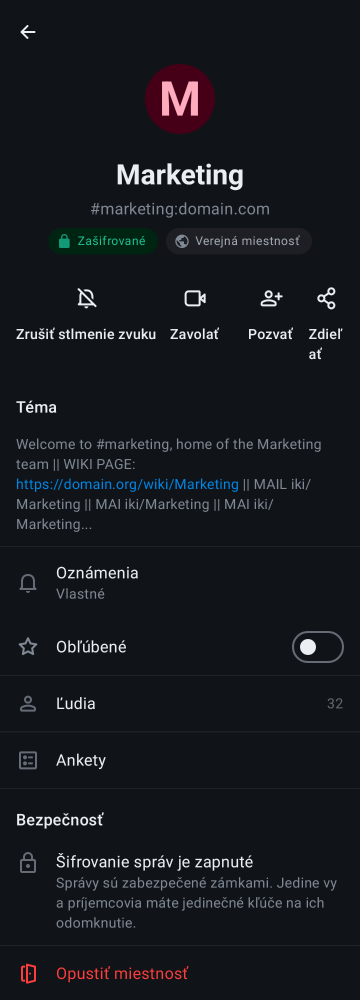 M
Marketing
#marketing:domain.com
Zašifrované
Verejná miestnosť
Zrušiť stlmenie zvuku
Zavolať
Pozvať
Zdieľ
ať
Téma
Welcome to #marketing, home of the Marketing
team || WIKI PAGE:
https://domain.org/wiki/Marketing || MAIL iki/
Marketing || MAI iki/Marketing || MAI iki/
Marketing...
Oznámenia
Vlastné
Obľúbené
Ľudia
32
Ankety
Bezpečnosť
Šifrovanie správ je zapnuté
Správy sú zabezpečené zámkami. Jedine vy
a príjemcovia máte jedinečné kľúče na ich
odomknutie.
Opustiť miestnosť